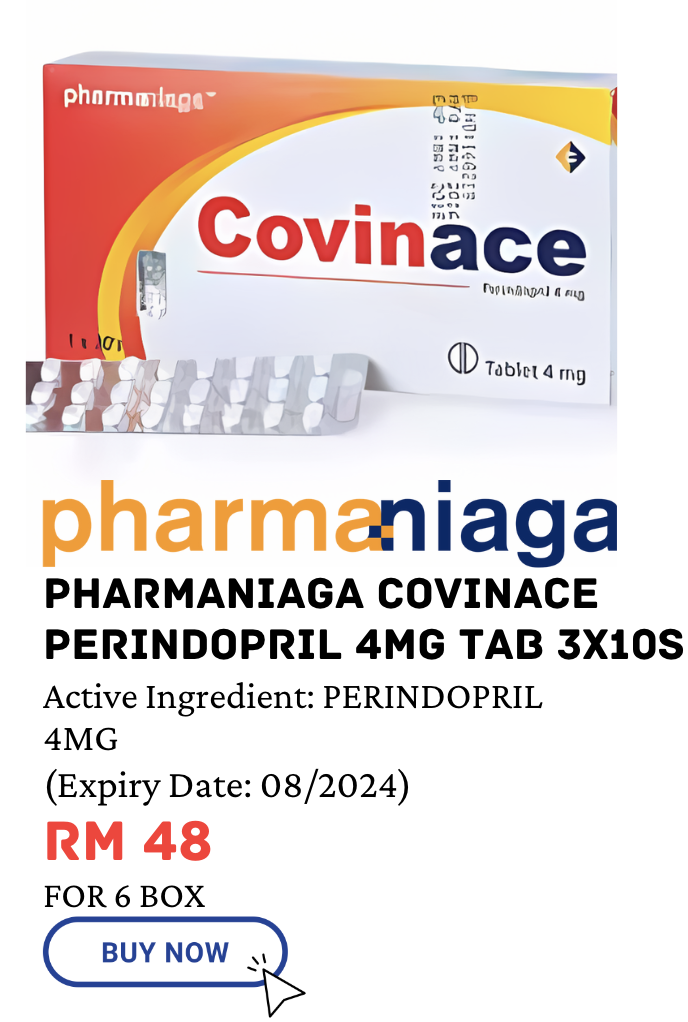 pharmaniaga
Covinace
Tablet 4 mg
pharmaniaga
PHARMANIAGA COVINACE
PERINDOPRIL 4MG TAB 3X10S
Active Ingredient: PERINDOPRIL
4MG
(Expiry Date: 08/2024)
RM 48
FOR 6 BOX
BUY NOW